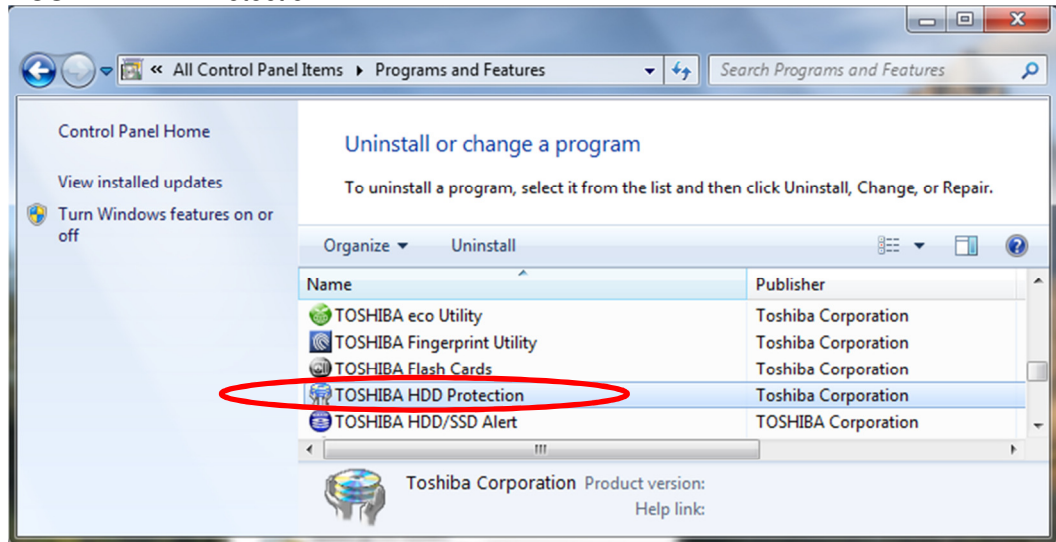 « All Control Panel Items ▸ Programs and Features
Search Programs and Features
Control Panel Home
View installed updates
Turn Windows features on or
off
Uninstall or change a program
To uninstall a program, select it from the list and then click Uninstall, Change, or Repair.
Organize Uninstall
Name Publisher
TOSHIBA eco Utility Toshiba Corporation
TOSHIBA Fingerprint Utility Toshiba Corporation
TOSHIBA Flash Cards Toshiba Corporation
TOSHIBA HDD Protection Toshiba Corporation
TOSHIBA HDD/SSD Alert TOSHIBA Corporation
Toshiba Corporation Product version:
Help link: